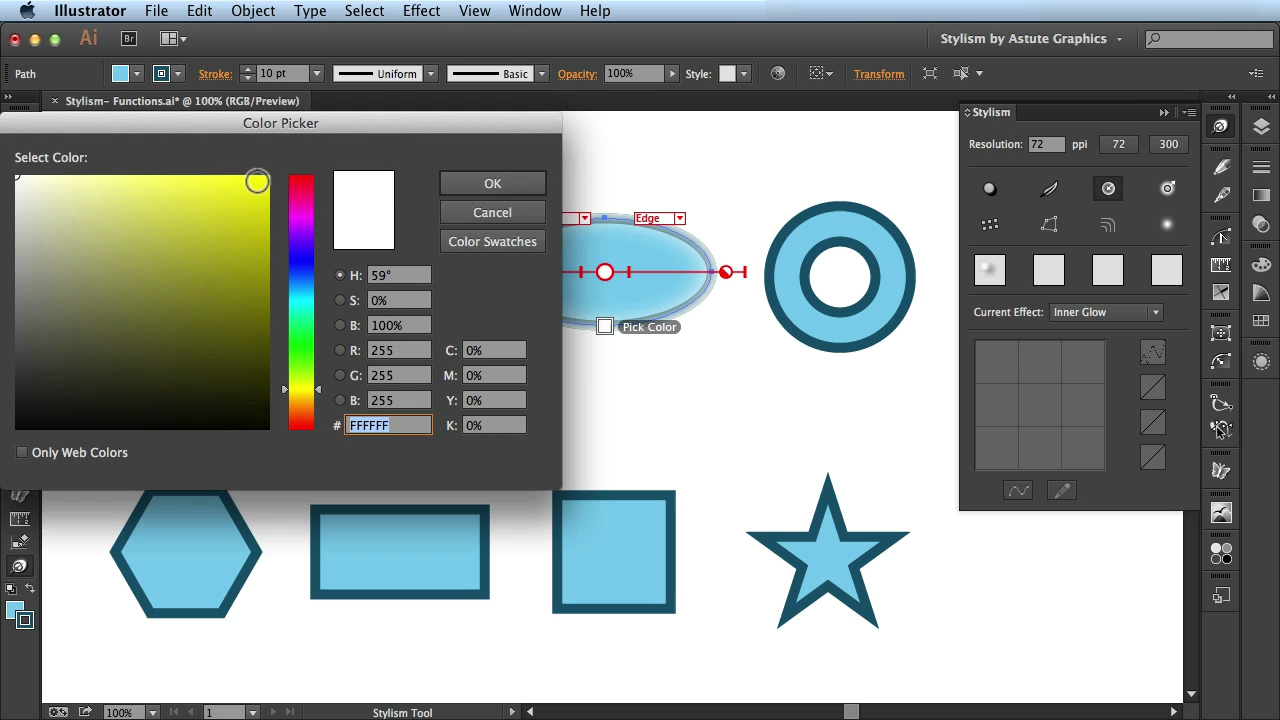 Illustrator File Edit Object Type Select Effect View Window Help
Ai Br Stylism by Astute Graphics
Path Stroke: 10 pt Uniform Basic Opacity: 100% Style: Transform
× Stylism- Functions.ai* @ 100% (RGB/Preview)
Color Picker
Select Color:
OK
Cancel
Color Swatches
H: 59°
S: 0%
B: 100%
R: 255 C: 0%
G: 255 M: 0%
B: 255 Y: 0%
# FFFFFF K: 0%
Only Web Colors
Edge
Pick Color
Stylism
Resolution: 72 ppi 72 300
Current Effect: Inner Glow
100% 1 Stylism Tool